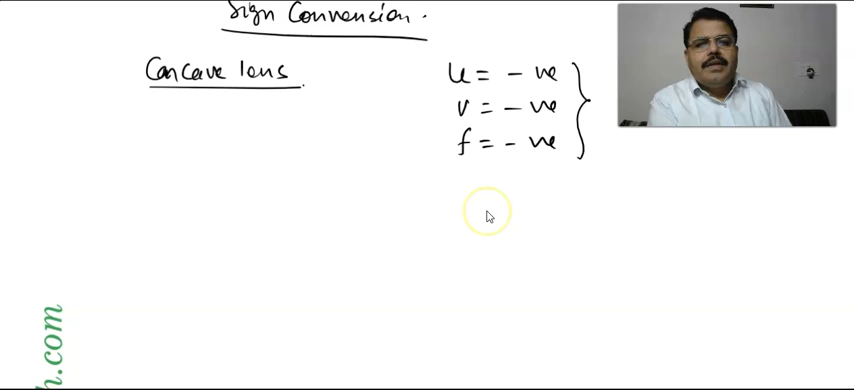 Sign Convension.
Concave lens.
u = - ve
v = - ve
f = - ve
h.com